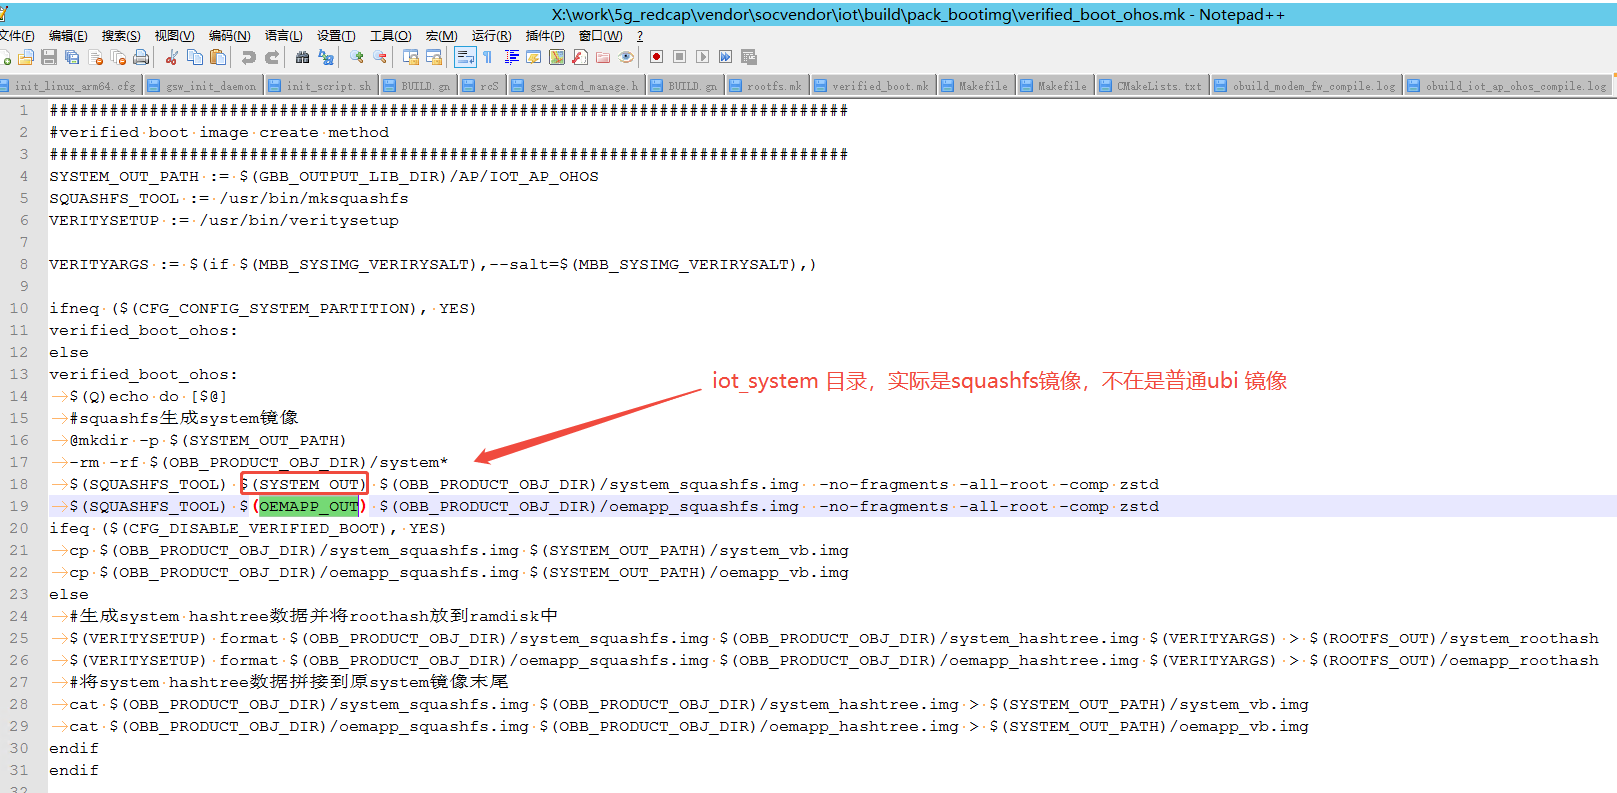 X:\work\5g_redcap\vendor\socvendor\iot\build\pack_bootimg\verified_boot_ohos.mk - Notepad++
文件(F) 编辑(E) 搜索(S) 视图(V) 编码(N) 语言(L) 设置(T) 工具(O) 宏(M) 运行(R) 插件(P) 窗口(W) ?
init_linux_arm64.cfg gsw_init_daemon init_script.sh BUILD.gn rcS gsw_atcmd_manage.h BUILD.gn rootfs.mk verified_boot.mk Makefile Makefile CMakeLists.txt obuild_modem_fw_compile.log obuild_iot_ap_ohos_compile.log
1 ################################################################################
2 #verified boot image create method
3 ################################################################################
4 SYSTEM_OUT_PATH := $(GBB_OUTPUT_LIB_DIR)/AP/IOT_AP_OHOS
5 SQUASHFS_TOOL := /usr/bin/mksquashfs
6 VERITYSETUP := /usr/bin/veritysetup
7
8 VERITYARGS := $(if $(MBB_SYSIMG_VERIRYSALT),--salt=$(MBB_SYSIMG_VERIRYSALT),)
9
10 ifneq ($(CFG_CONFIG_SYSTEM_PARTITION), YES)
11 verified_boot_ohos:
12 else
13 verified_boot_ohos:
iot_system 目录，实际是squashfs镜像，不在是普通ubi 镜像
14 $(Q)echo do [$@]
15 #squashfs生成system镜像
16 @mkdir -p $(SYSTEM_OUT_PATH)
17 -rm -rf $(OBB_PRODUCT_OBJ_DIR)/system*
18 $(SQUASHFS_TOOL) $(SYSTEM_OUT) $(OBB_PRODUCT_OBJ_DIR)/system_squashfs.img -no-fragments -all-root -comp zstd
19 $(SQUASHFS_TOOL) $(OEMAPP_OUT) $(OBB_PRODUCT_OBJ_DIR)/oemapp_squashfs.img -no-fragments -all-root -comp zstd
20 ifeq ($(CFG_DISABLE_VERIFIED_BOOT), YES)
21 cp $(OBB_PRODUCT_OBJ_DIR)/system_squashfs.img $(SYSTEM_OUT_PATH)/system_vb.img
22 cp $(OBB_PRODUCT_OBJ_DIR)/oemapp_squashfs.img $(SYSTEM_OUT_PATH)/oemapp_vb.img
23 else
24 #生成system hashtree数据并将roothash放到ramdisk中
25 $(VERITYSETUP) format $(OBB_PRODUCT_OBJ_DIR)/system_squashfs.img $(OBB_PRODUCT_OBJ_DIR)/system_hashtree.img $(VERITYARGS) > $(ROOTFS_OUT)/system_roothash
26 $(VERITYSETUP) format $(OBB_PRODUCT_OBJ_DIR)/oemapp_squashfs.img $(OBB_PRODUCT_OBJ_DIR)/oemapp_hashtree.img $(VERITYARGS) > $(ROOTFS_OUT)/oemapp_roothash
27 #将system hashtree数据拼接到原system镜像末尾
28 cat $(OBB_PRODUCT_OBJ_DIR)/system_squashfs.img $(OBB_PRODUCT_OBJ_DIR)/system_hashtree.img > $(SYSTEM_OUT_PATH)/system_vb.img
29 cat $(OBB_PRODUCT_OBJ_DIR)/oemapp_squashfs.img $(OBB_PRODUCT_OBJ_DIR)/oemapp_hashtree.img > $(SYSTEM_OUT_PATH)/oemapp_vb.img
30 endif
31 endif
32